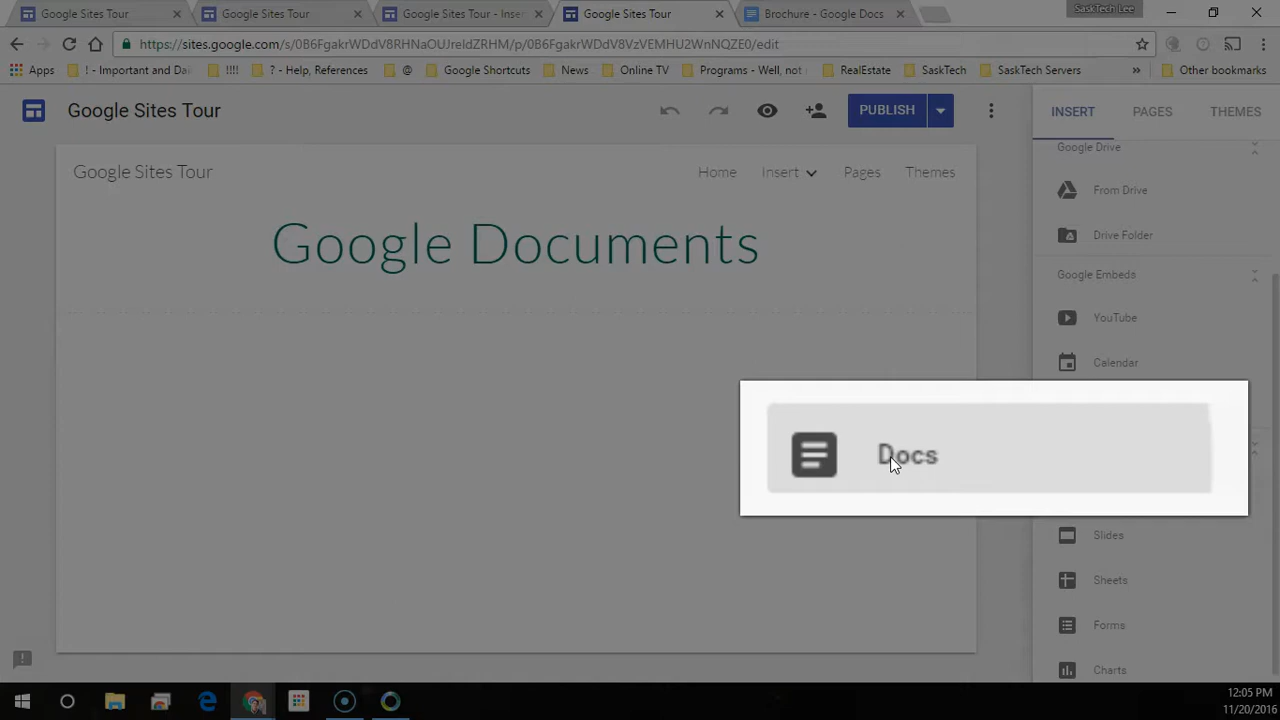 Google Sites Tour
Google Sites Tour
Google Sites Tour - Inser
Google Sites Tour
Brochure - Google Docs
SaskTech Lee
https://sites.google.com/s/0B6FgakrWDdV8RHNaOUJreldZRHM/p/0B6FgakrWDdV8VzVEMHU2WnNQZE0/edit
Apps
! - Important and Dai
!!!!
? - Help, References
@
Google Shortcuts
News
Online TV
Programs - Well, not
RealEstate
SaskTech
SaskTech Servers
»
Other bookmarks
Google Sites Tour
PUBLISH
INSERT
PAGES
THEMES
Google Sites Tour
Home
Insert
Pages
Themes
Google Documents
Google Drive
From Drive
Drive Folder
Google Embeds
YouTube
Calendar
Docs
Slides
Sheets
Forms
Charts
12:05 PM
11/20/2016